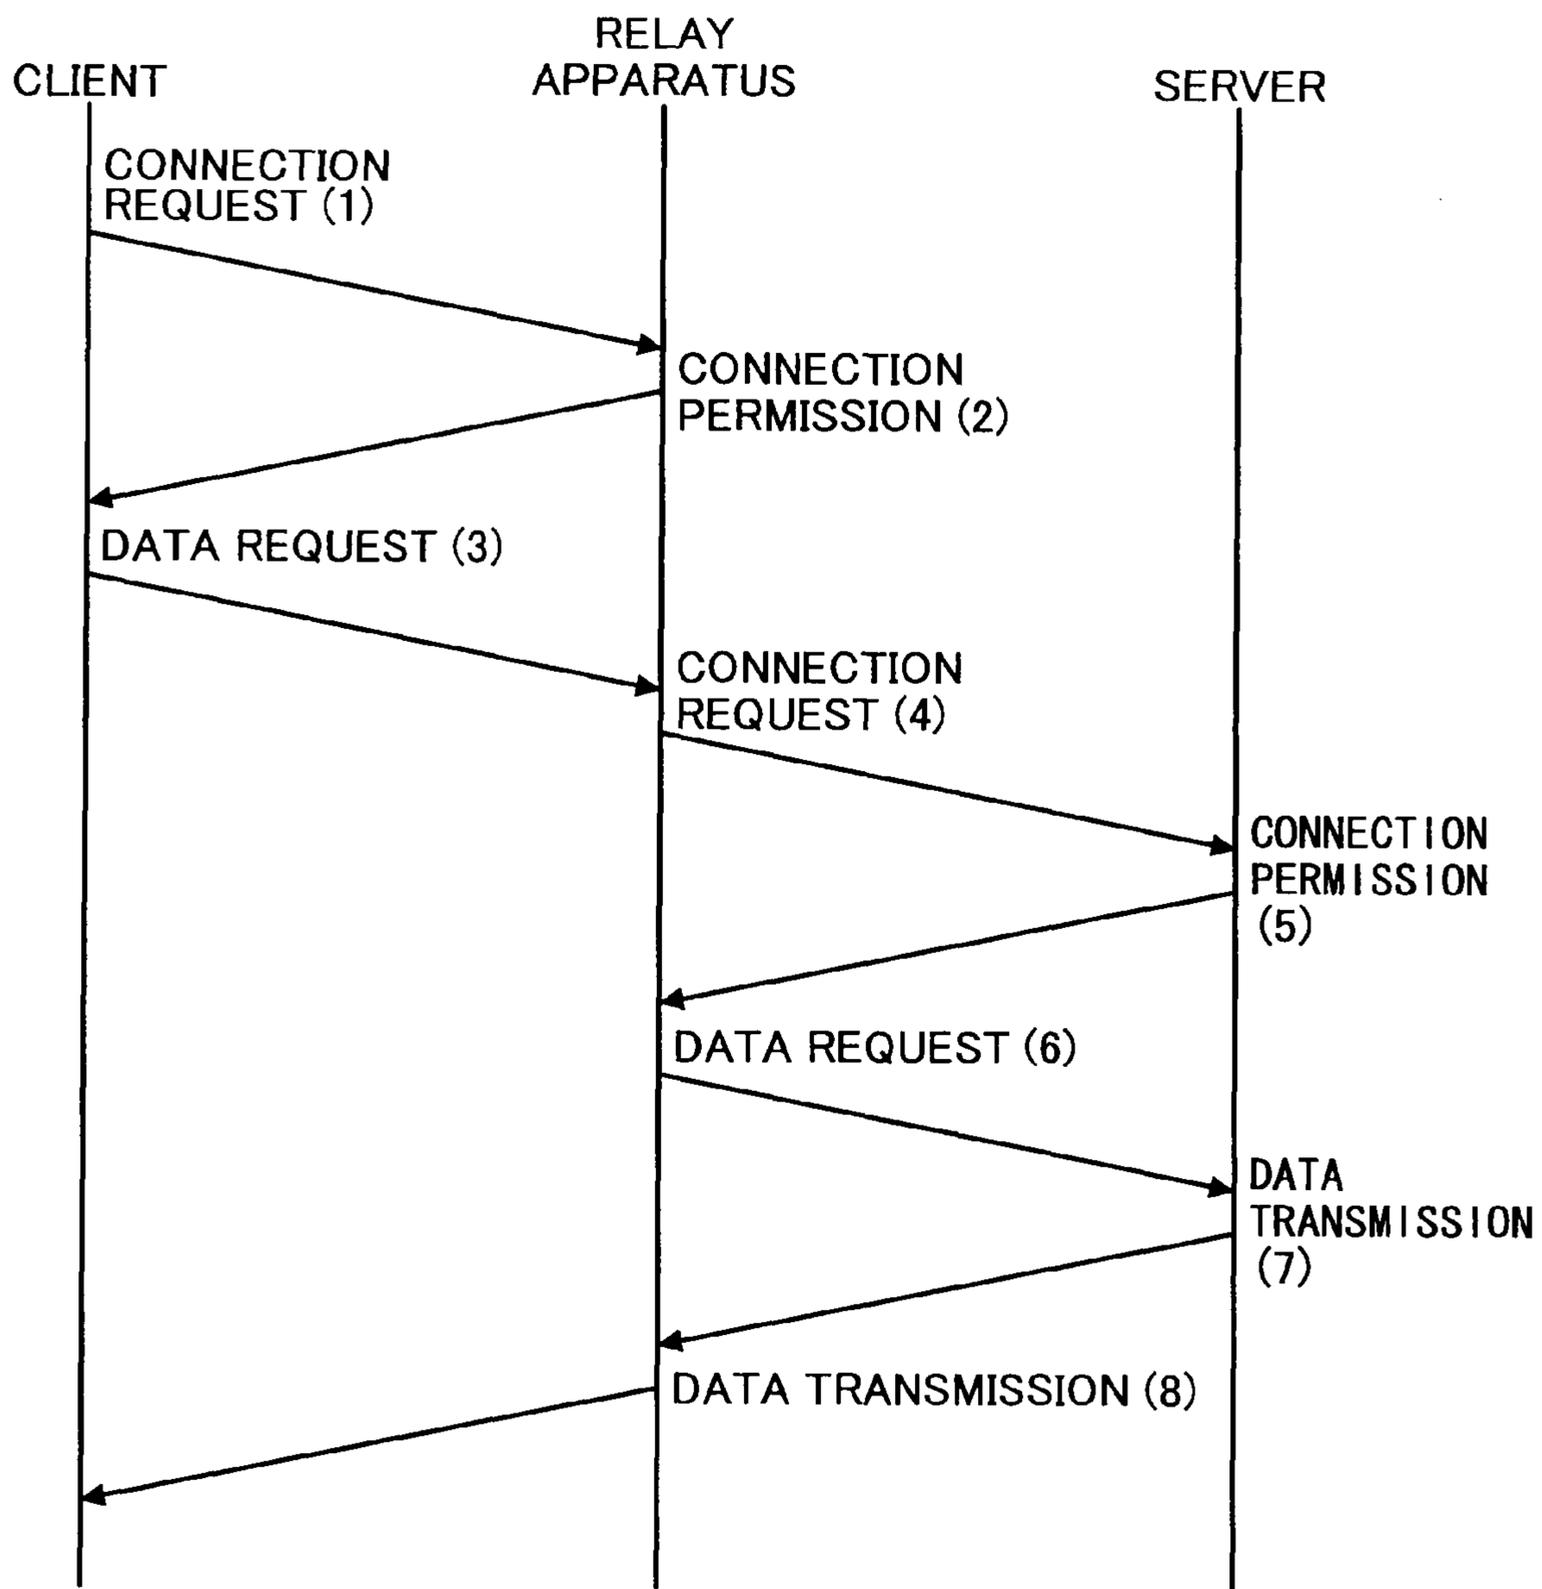 RELAY
APPARATUS
CLIENT
SERVER
CONNECTION
REQUEST (1)
CONNECTION
PERMISSION (2)
DATA REQUEST (3)
CONNECTION
REQUEST (4)
CONNECTION
PERMISSION
(5)
DATA REQUEST (6)
DATA
TRANSMISSION
(7)
DATA TRANSMISSION (8)